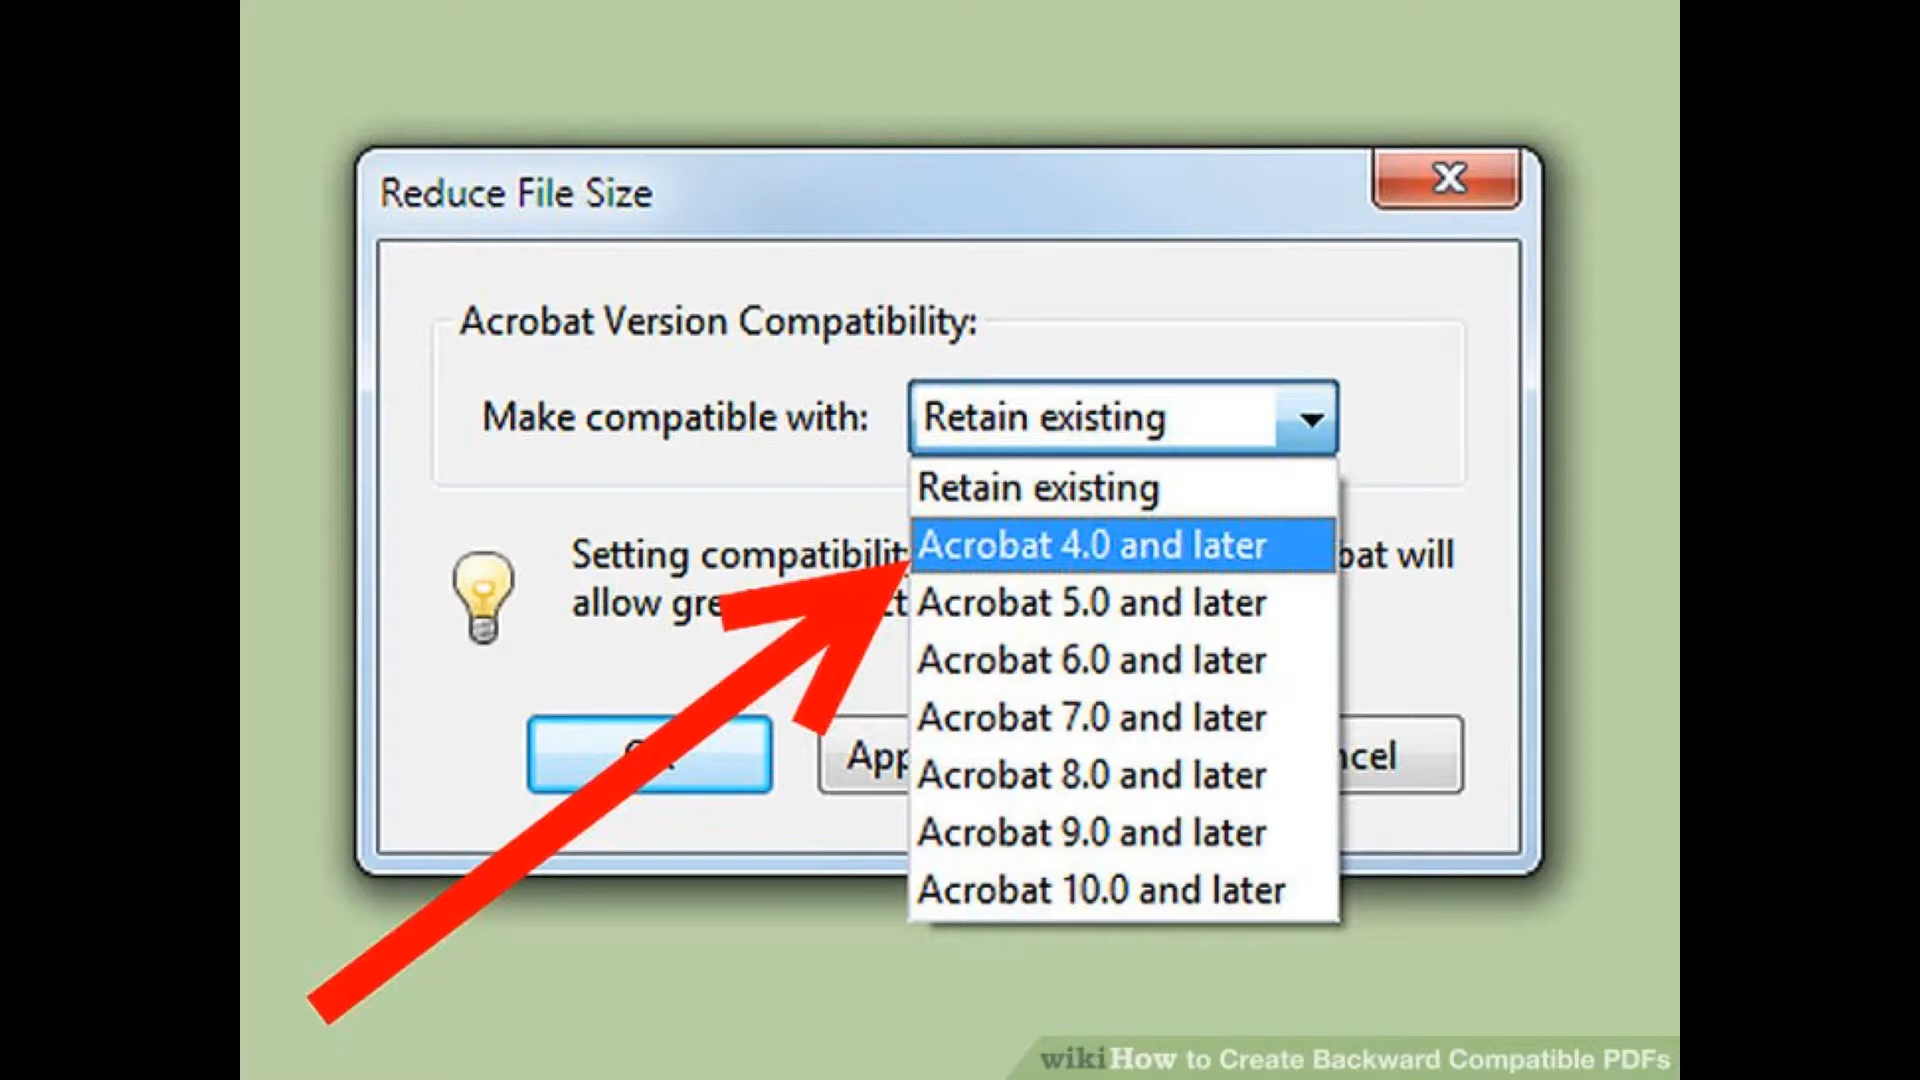 Reduce File Size
Acrobat Version Compatibility:
Make compatible with: Retain existing
Retain existing
Acrobat 4.0 and later
Setting compatibilit
bat will
allow
Acrobat 5.0 and later
Acrobat 6.0 and later
Acrobat 7.0 and later
App
ncel
Acrobat 8.0 and later
Acrobat 9.0 and later
Acrobat 10.0 and later
wikiHow to Create Backward Compatible PDFs